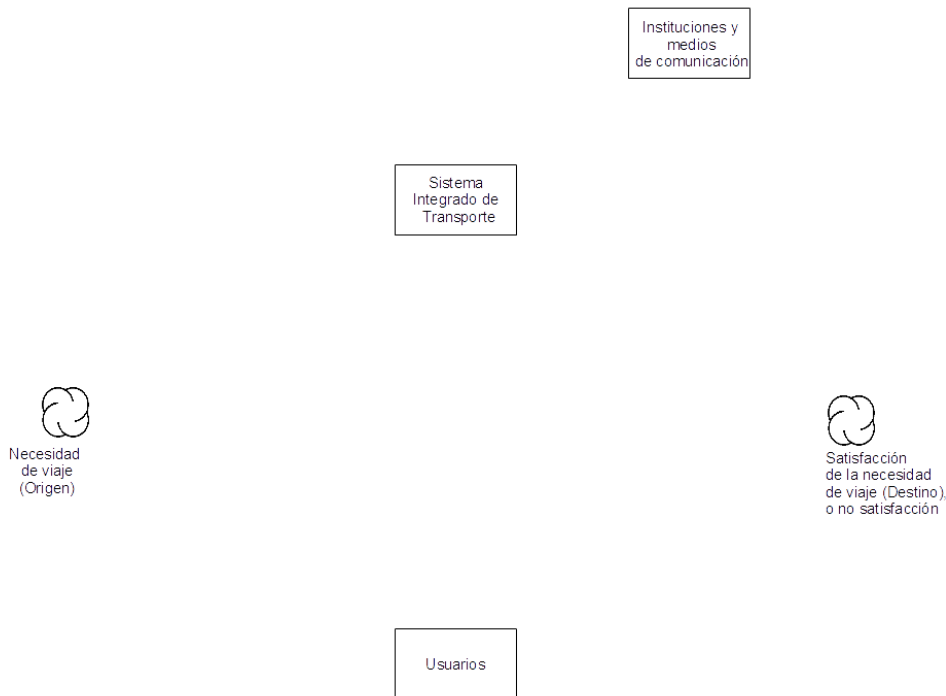 Instituciones y
medios
de comunicación
Sistema
Integrado de
Transporte
Necesidad
de viaje
(Origen)
Satisfacción
de la necesidad
de viaje (Destino),
o no satisfacción
Usuarios